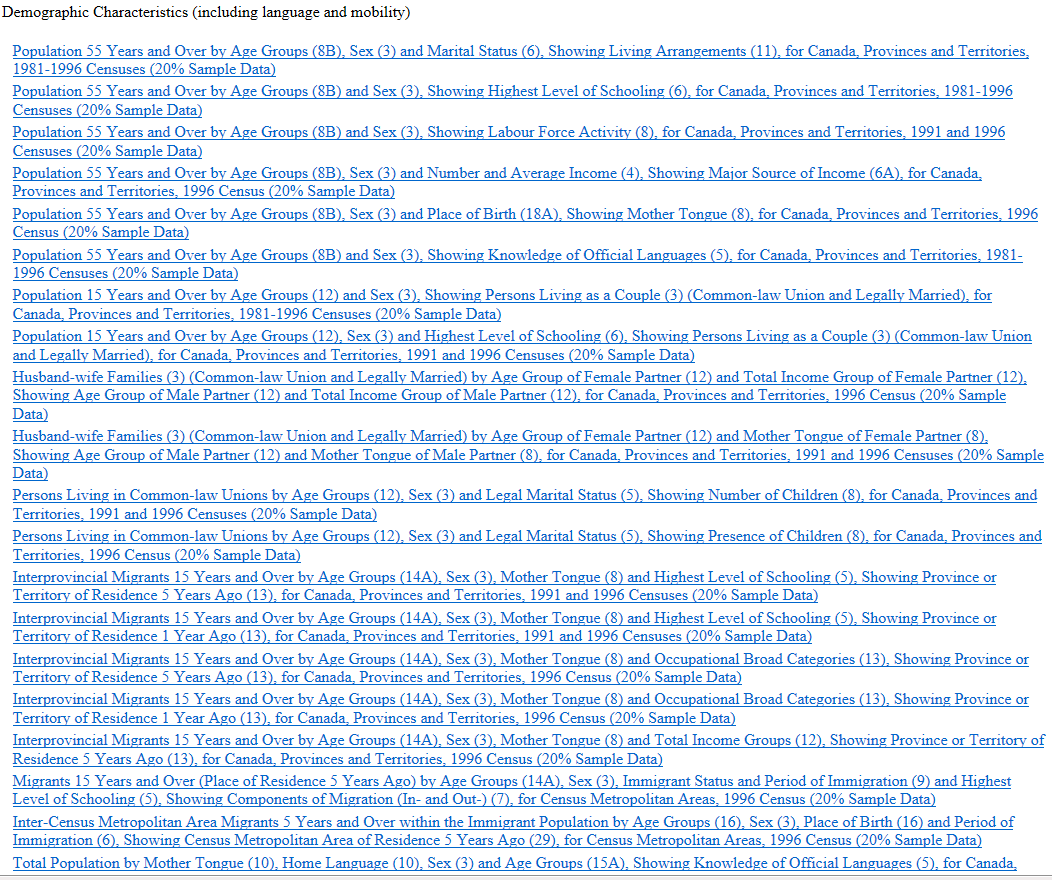 Demographic Characteristics (including language and mobility)
Population 55 Years and Over by Age Groups (8B), Sex (3) and Marital Status (6), Showing Living Arrangements (11), for Canada, Provinces and Territories,
1981-1996 Censuses (20% Sample Data)
Population 55 Years and Over by Age Groups (8B) and Sex (3), Showing Highest Level of Schooling (6), for Canada, Provinces and Territories, 1981-1996
Censuses (20% Sample Data)
Population 55 Years and Over by Age Groups (8B) and Sex (3), Showing Labour Force Activity (8), for Canada, Provinces and Territories, 1991 and 1996
Censuses (20% Sample Data)
Population 55 Years and Over by Age Groups (8B), Sex (3) and Number and Average Income (4), Showing Major Source of Income (6A), for Canada,
Provinces and Territories, 1996 Census (20% Sample Data)
Population 55 Years and Over by Age Groups (8B), Sex (3) and Place of Birth (18A), Showing Mother Tongue (8), for Canada, Provinces and Territories, 1996
Census (20% Sample Data)
Population 55 Years and Over by Age Groups (8B) and Sex (3), Showing Knowledge of Official Languages (5), for Canada, Provinces and Territories, 1981-
1996 Censuses (20% Sample Data)
Population 15 Years and Over by Age Groups (12) and Sex (3), Showing Persons Living as a Couple (3) (Common-law Union and Legally Married), for
Canada, Provinces and Territories, 1981-1996 Censuses (20% Sample Data)
Population 15 Years and Over by Age Groups (12), Sex (3) and Highest Level of Schooling (6), Showing Persons Living as a Couple (3) (Common-law Union
and Legally Married), for Canada, Provinces and Territories, 1991 and 1996 Censuses (20% Sample Data)
Husband-wife Families (3) (Common-law Union and Legally Married) by Age Group of Female Partner (12) and Total Income Group of Female Partner (12),
Showing Age Group of Male Partner (12) and Total Income Group of Male Partner (12), for Canada, Provinces and Territories, 1996 Census (20% Sample
Data)
Husband-wife Families (3) (Common-law Union and Legally Married) by Age Group of Female Partner (12) and Mother Tongue of Female Partner (8),
Showing Age Group of Male Partner (12) and Mother Tongue of Male Partner (8), for Canada, Provinces and Territories, 1991 and 1996 Censuses (20% Sample
Data)
Persons Living in Common-law Unions by Age Groups (12), Sex (3) and Legal Marital Status (5), Showing Number of Children (8), for Canada, Provinces and
Territories, 1991 and 1996 Censuses (20% Sample Data)
Persons Living in Common-law Unions by Age Groups (12), Sex (3) and Legal Marital Status (5), Showing Presence of Children (8), for Canada, Provinces and
Territories, 1996 Census (20% Sample Data)
Interprovincial Migrants 15 Years and Over by Age Groups (14A), Sex (3), Mother Tongue (8) and Highest Level of Schooling (5), Showing Province or
Territory of Residence 5 Years Ago (13), for Canada, Provinces and Territories, 1991 and 1996 Censuses (20% Sample Data)
Interprovincial Migrants 15 Years and Over by Age Groups (14A), Sex (3), Mother Tongue (8) and Highest Level of Schooling (5), Showing Province or
Territory of Residence 1 Year Ago (13), for Canada, Provinces and Territories, 1991 and 1996 Censuses (20% Sample Data)
Interprovincial Migrants 15 Years and Over by Age Groups (14A), Sex (3), Mother Tongue (8) and Occupational Broad Categories (13), Showing Province or
Territory of Residence 5 Years Ago (13), for Canada, Provinces and Territories, 1996 Census (20% Sample Data)
Interprovincial Migrants 15 Years and Over by Age Groups (14A), Sex (3), Mother Tongue (8) and Occupational Broad Categories (13), Showing Province or
Territory of Residence 1 Year Ago (13), for Canada, Provinces and Territories, 1996 Census (20% Sample Data)
Interprovincial Migrants 15 Years and Over by Age Groups (14A), Sex (3), Mother Tongue (8) and Total Income Groups (12), Showing Province or Territory of
Residence 5 Years Ago (13), for Canada, Provinces and Territories, 1996 Census (20% Sample Data)
Migrants 15 Years and Over (Place of Residence 5 Years Ago) by Age Groups (14A), Sex (3), Immigrant Status and Period of Immigration (9) and Highest
Level of Schooling (5), Showing Components of Migration (In- and Out-) (7), for Census Metropolitan Areas, 1996 Census (20% Sample Data)
Inter-Census Metropolitan Area Migrants 5 Years and Over within the Immigrant Population by Age Groups (16), Sex (3), Place of Birth (16) and Period of
Immigration (6), Showing Census Metropolitan Area of Residence 5 Years Ago (29), for Census Metropolitan Areas, 1996 Census (20% Sample Data)
Total Population by Mother Tongue (10), Home Language (10), Sex (3) and Age Groups (15A), Showing Knowledge of Official Languages (5), for Canada,